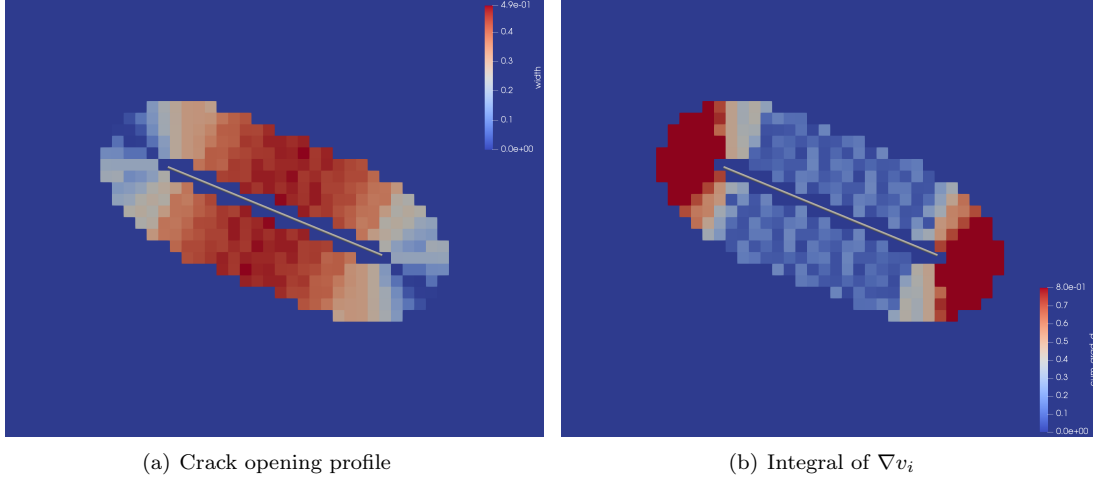 4.9e-01
0.4
0.3
0.2
0.1
0.0e+00
width
8.0e-01
0.7
0.6
0.5
0.4
0.3
0.2
0.1
0.0e+00
(a) Crack opening profile
(b) Integral of ∇v_i